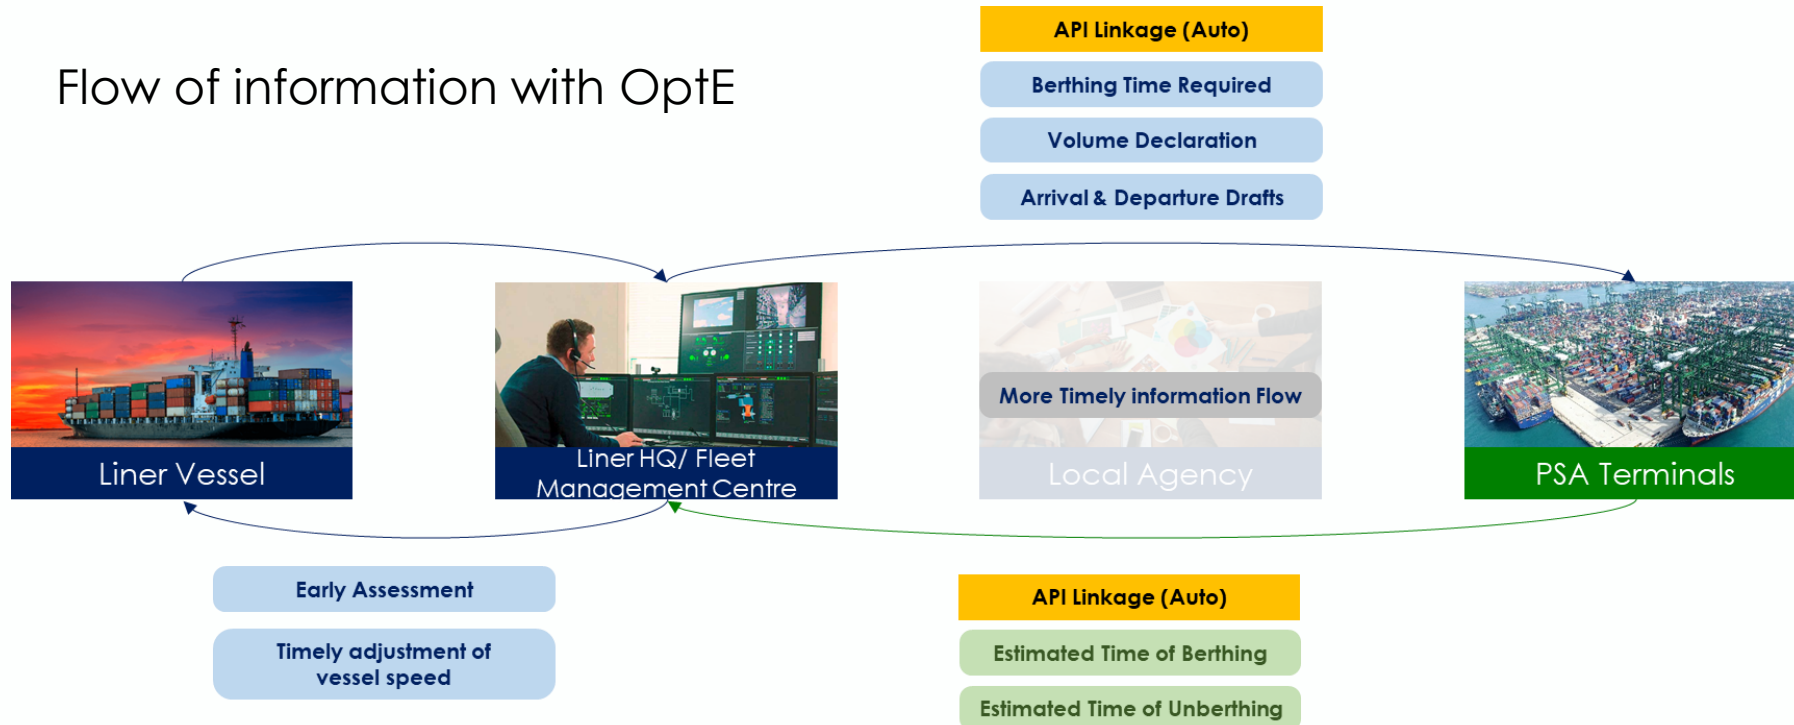 API Linkage (Auto)
Flow of information with OptE
Berthing Time Required
Volume Declaration
Arrival & Departure Drafts
More Timely information Flow
Liner Vessel
Liner HQ/ Fleet
Management Centre
Local Agency
PSA Terminals
Early Assessment
Timely adjustment of
vessel speed
API Linkage (Auto)
Estimated Time of Berthing
Estimated Time of Unberthing